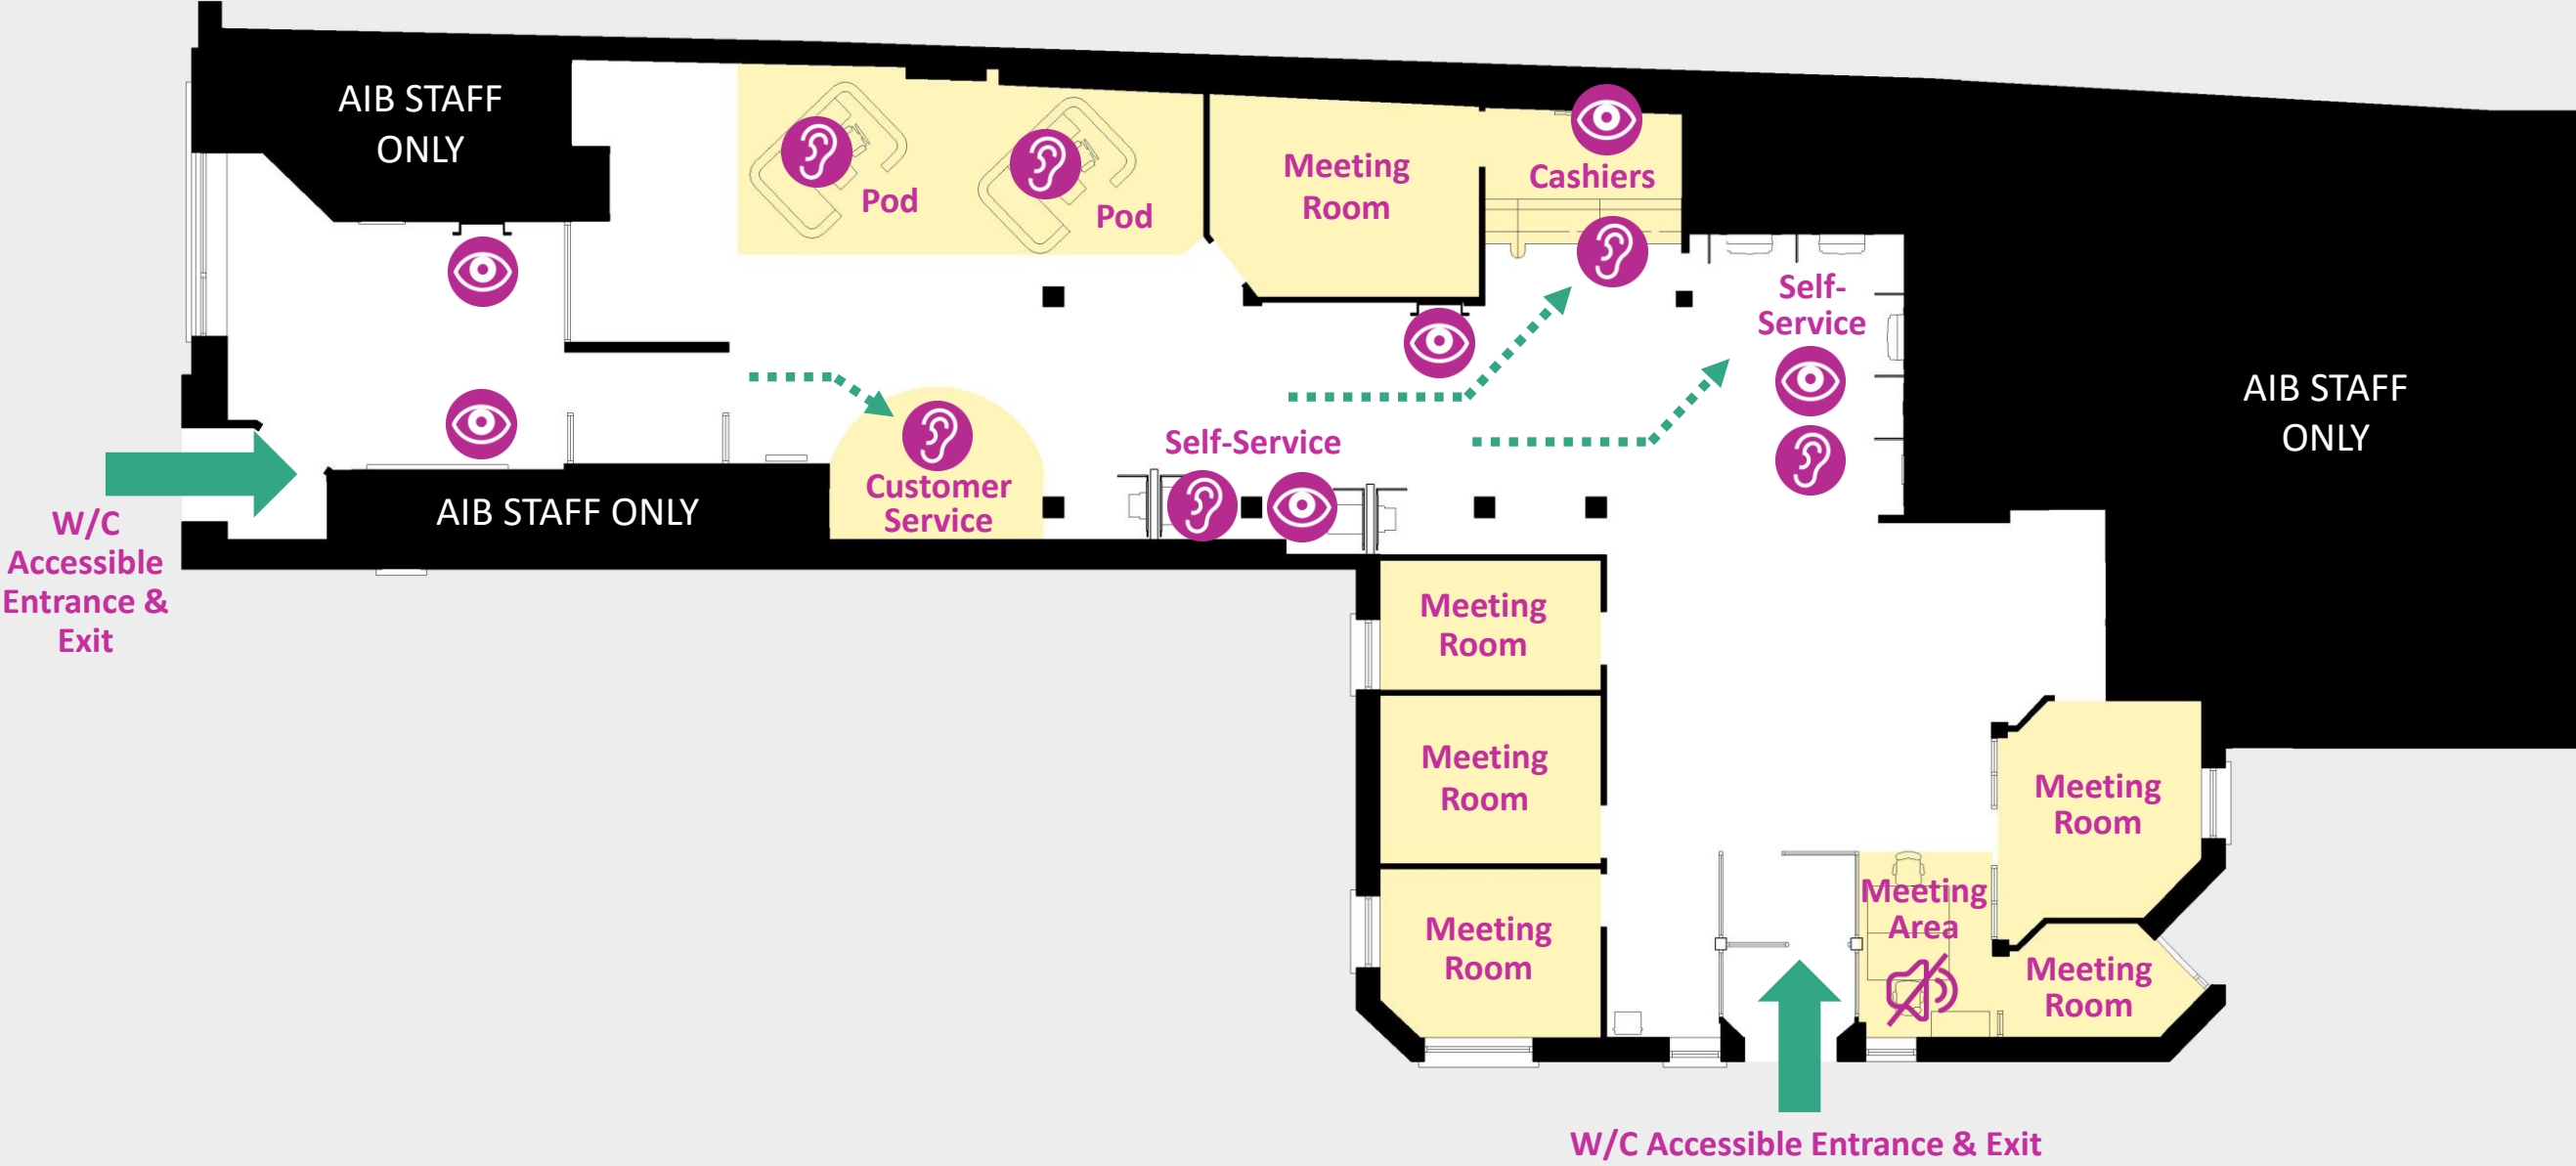 AIB STAFF
ONLY
Pod
Pod
Meeting
Room
Cashiers
Self-
Service
AIB STAFF
ONLY
Self-Service
Customer
Service
AIB STAFF ONLY
W/C
Accessible
Entrance &
Exit
Meeting
Room
Meeting
Room
Meeting
Room
Meeting
Room
Meeting
Area
Meeting
Room
W/C Accessible Entrance & Exit